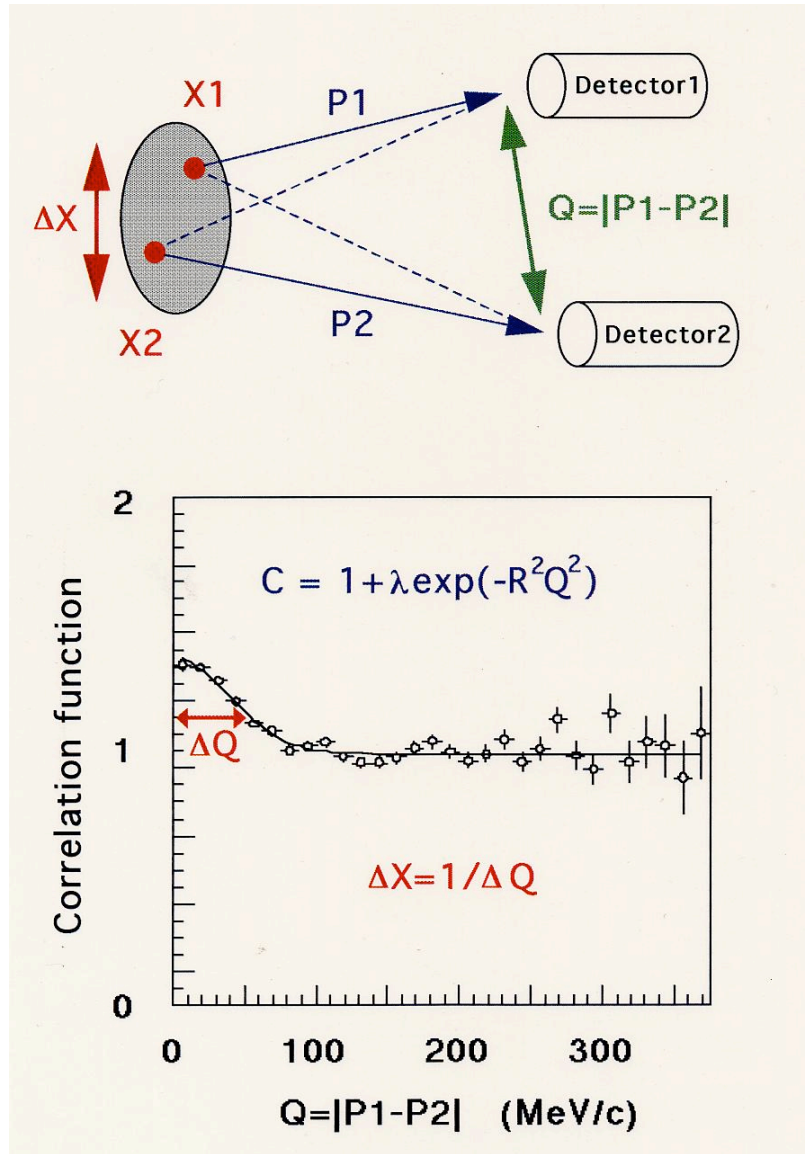 X1
P1
Detector1
ΔX
Q=|P1-P2|
X2
P2
Detector2
2
C = 1+λexp(-R²Q²)
Correlation function
ΔQ
1
ΔX=1/ΔQ
0
0 100 200 300
Q=|P1-P2| (MeV/c)